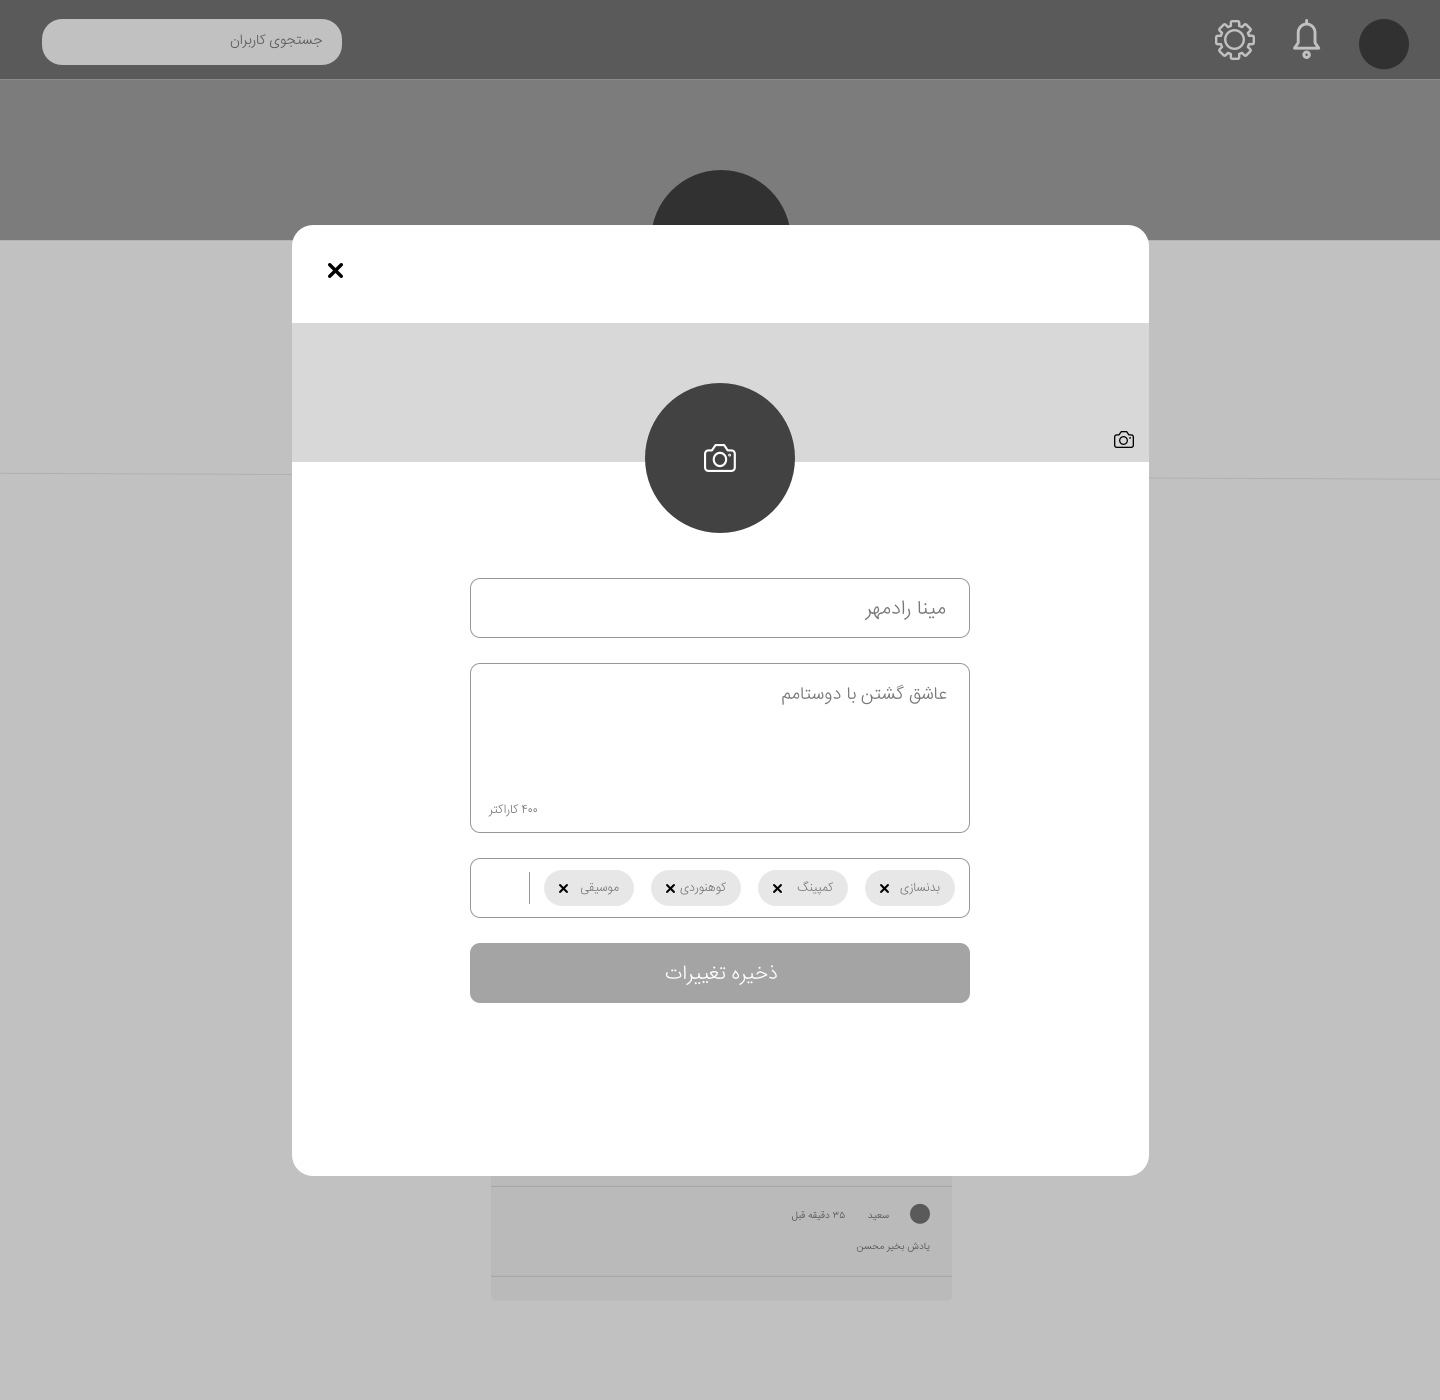 جستجوی کاربران
مینا رادمهر
عاشق گشتن با دوستامم
۴۰۰ کاراکتر
بدنسازی کمپینگ کوهنوردی موسیقی
ذخیره تغییرات
سعید ۳۵ دقیقه قبل
یادش بخیر محسن